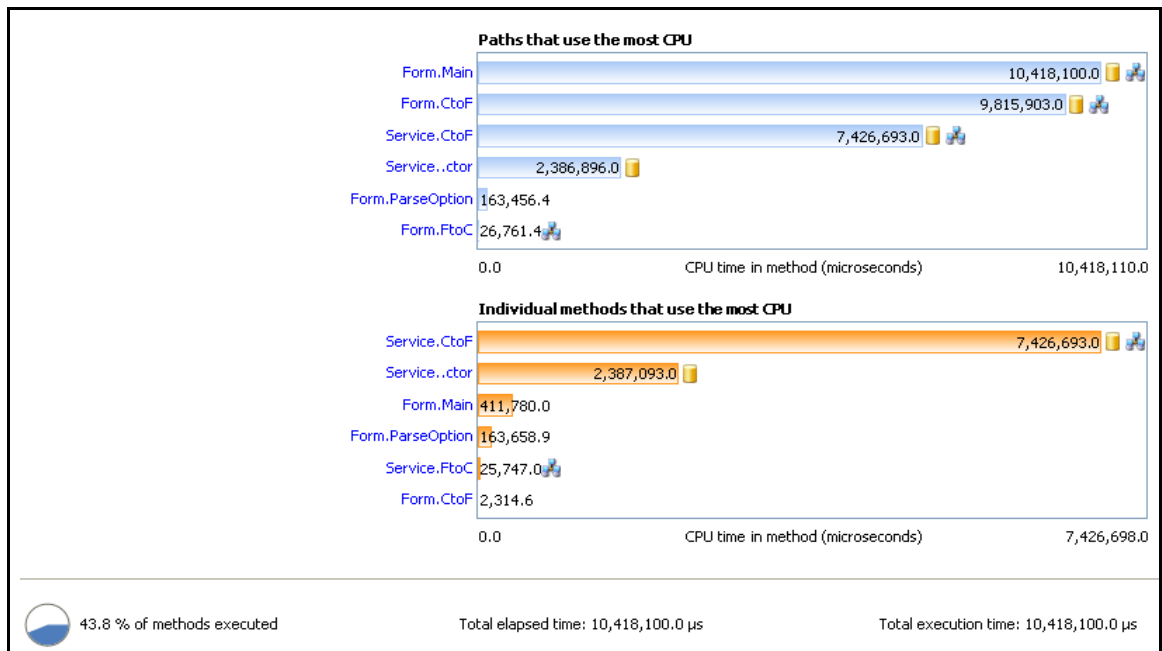 Paths that use the most CPU
Form.Main 10,418,100.0
Form.CtoF 9,815,903.0
Service.CtoF 7,426,693.0
Service..ctor 2,386,896.0
Form.ParseOption 163,456.4
Form.FtoC 26,761.4
0.0 CPU time in method (microseconds) 10,418,110.0
Individual methods that use the most CPU
Service.CtoF 7,426,693.0
Service..ctor 2,387,093.0
Form.Main 411,780.0
Form.ParseOption 163,658.9
Service.FtoC 25,747.0
Form.CtoF 2,314.6
0.0 CPU time in method (microseconds) 7,426,698.0
43.8 % of methods executed Total elapsed time: 10,418,100.0 µs Total execution time: 10,418,100.0 µs